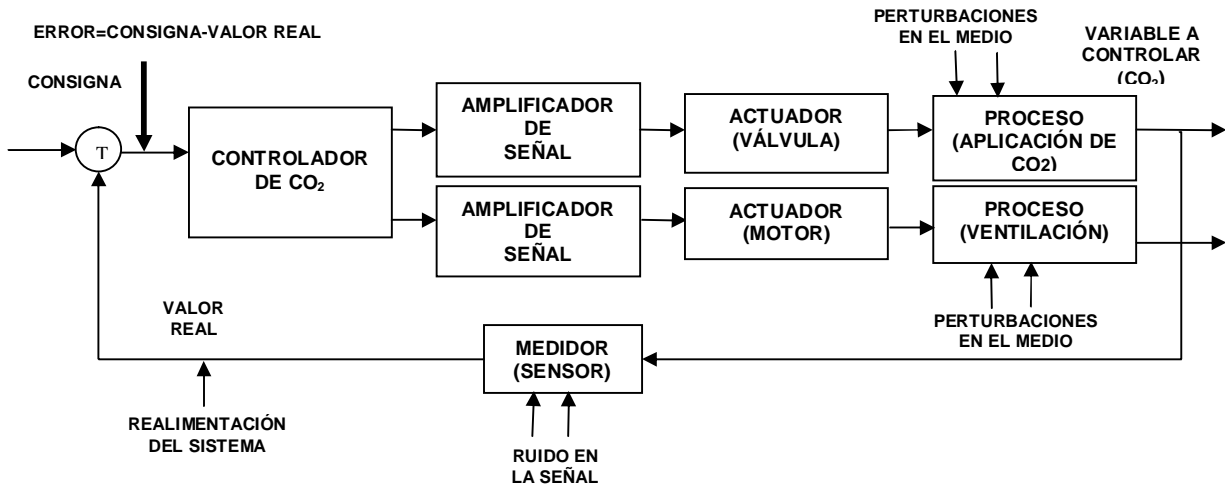 ERROR=CONSIGNA-VALOR REAL
CONSIGNA
T
CONTROLADOR
DE CO₂
AMPLIFICADOR
DE
SEÑAL
ACTUADOR
(VÁLVULA)
PERTURBACIONES
EN EL MEDIO
PROCESO
(APLICACIÓN DE
CO2)
VARIABLE A
CONTROLAR
(CO₂)
AMPLIFICADOR
DE
SEÑAL
ACTUADOR
(MOTOR)
PROCESO
(VENTILACIÓN)
PERTURBACIONES
EN EL MEDIO
VALOR
REAL
MEDIDOR
(SENSOR)
REALIMENTACIÓN
DEL SISTEMA
RUIDO EN
LA SEÑAL